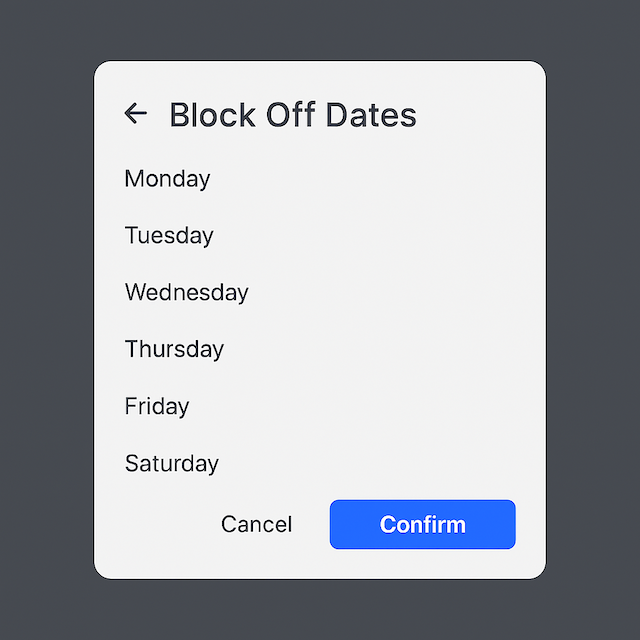 Block Off Dates
Monday
Tuesday
Wednesday
Thursday
Friday
Saturday
Cancel Confirm